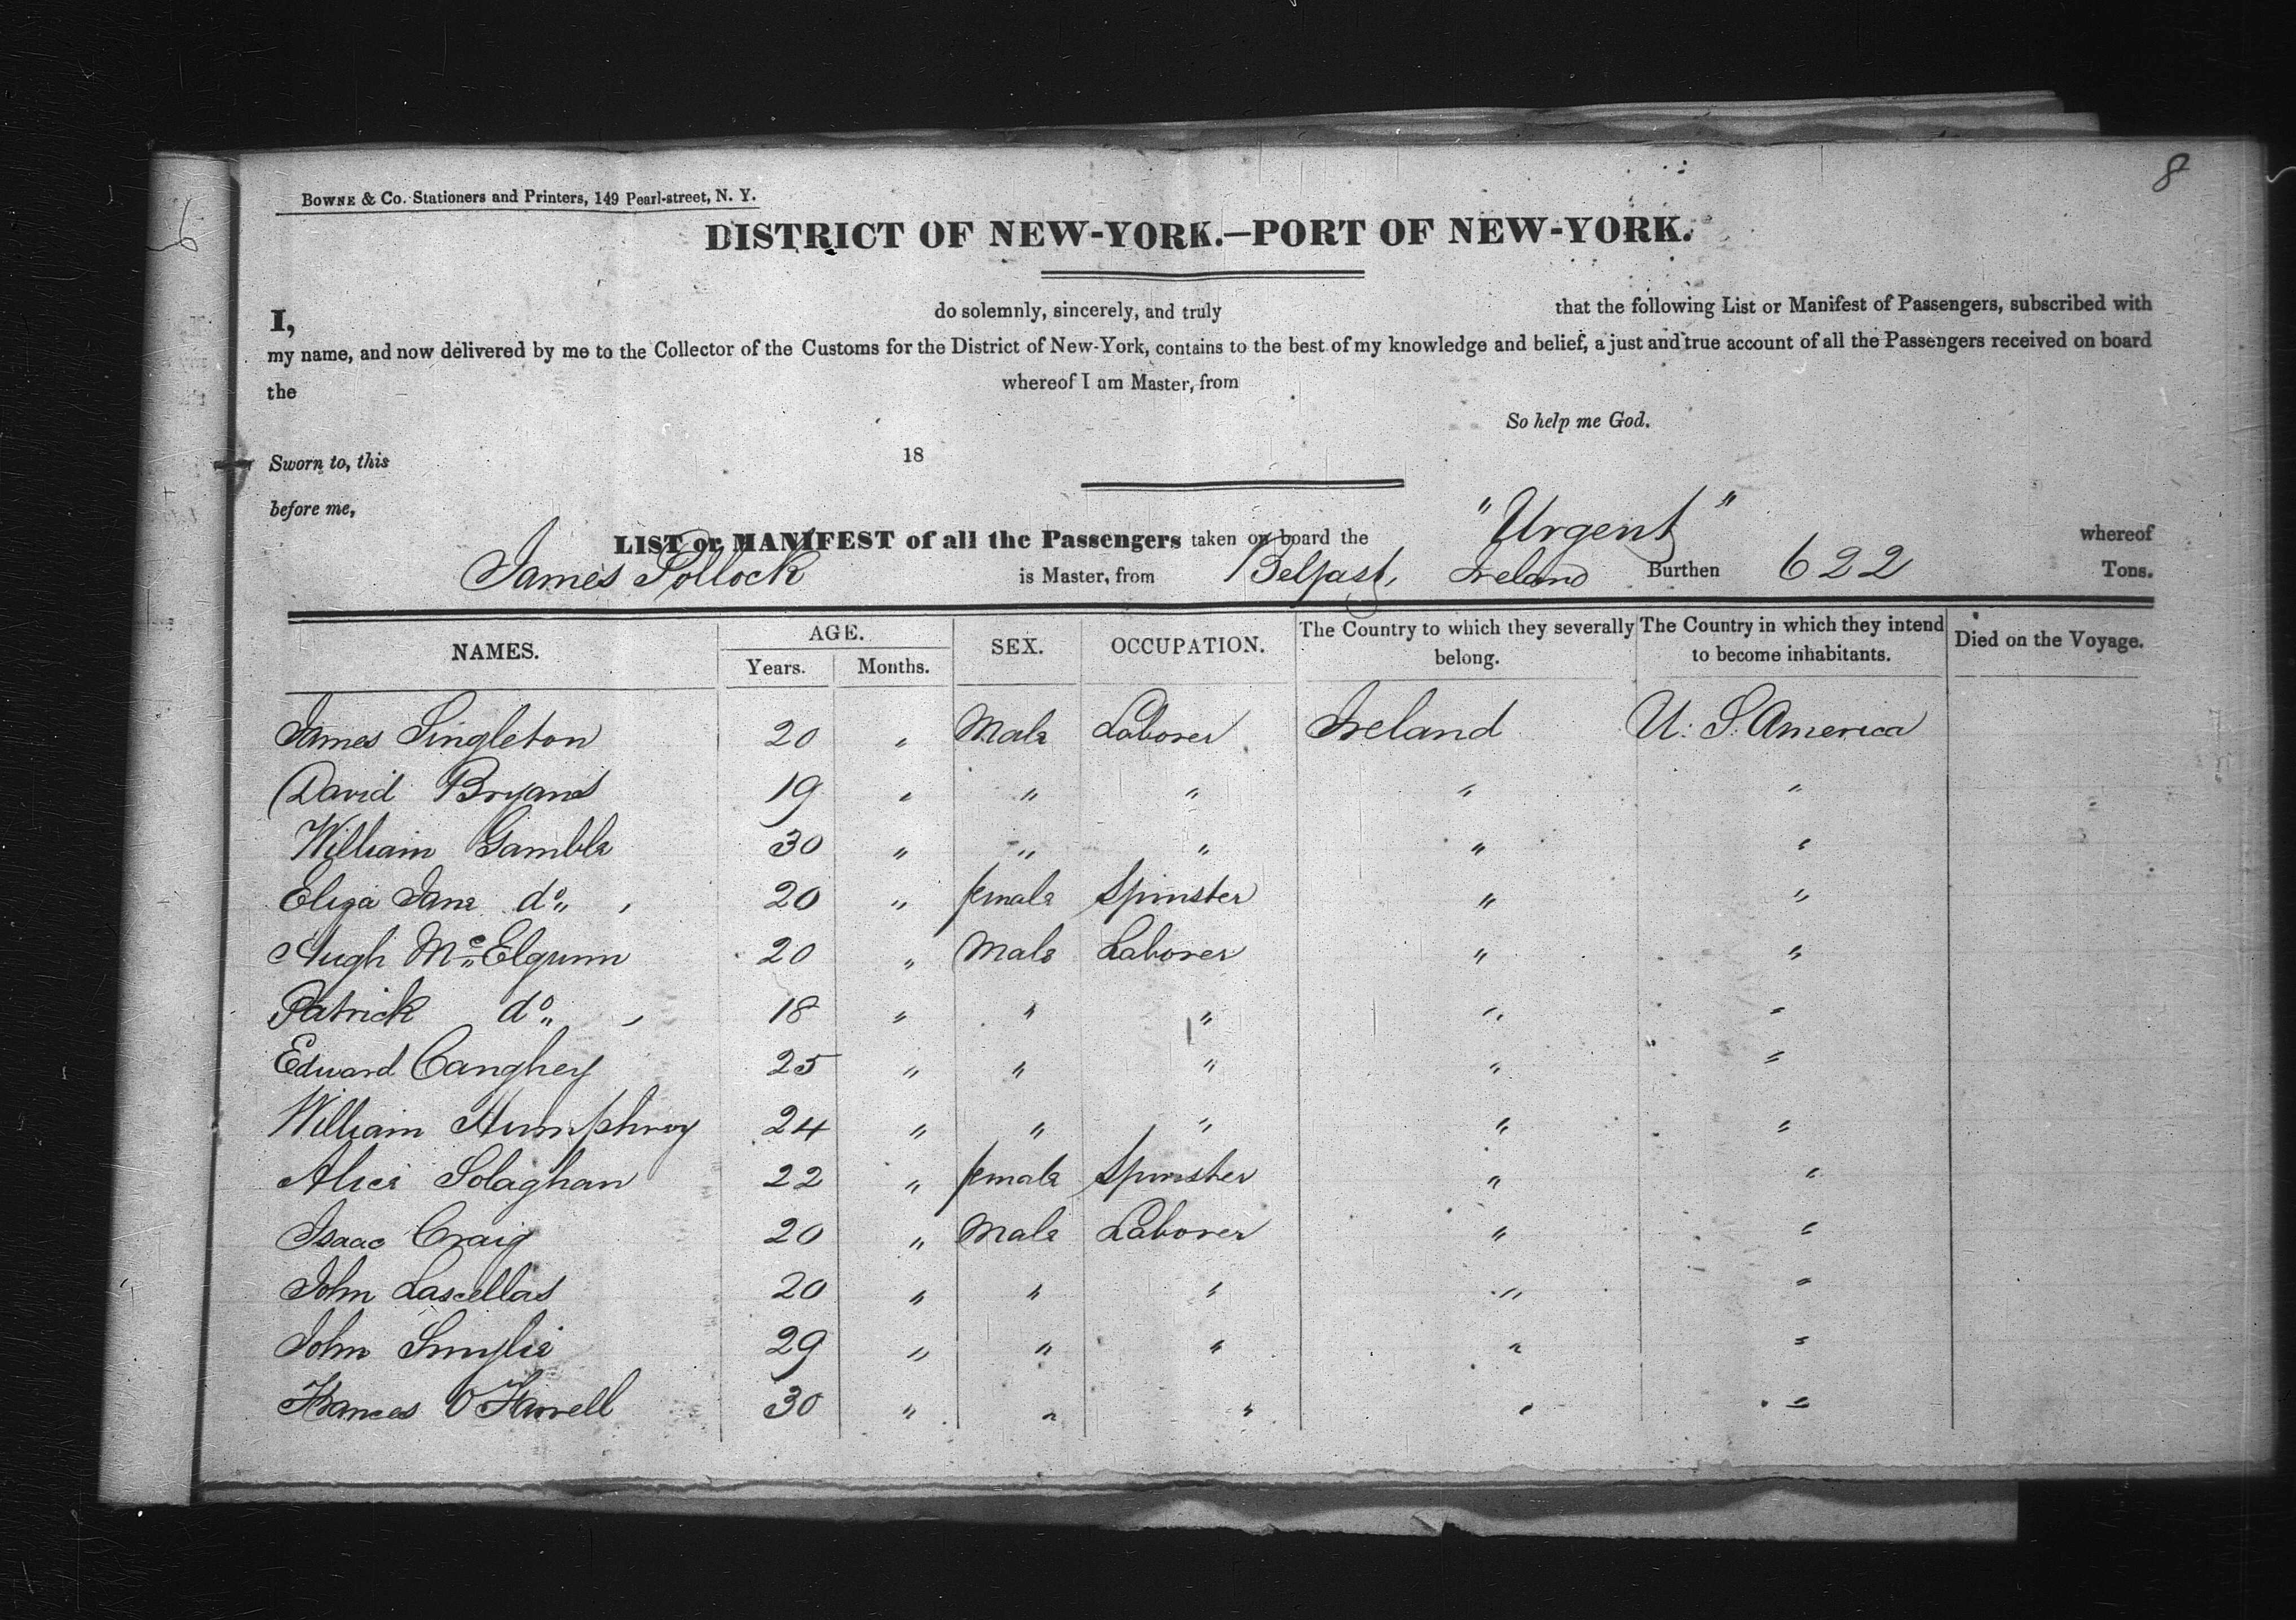 8
6
BOWNE & Co. Stationers and Printers, 149 Pearl-street, N. Y.
DISTRICT OF NEW-YORK.—PORT OF NEW-YORK.
I, do solemnly, sincerely, and truly that the following List or Manifest of Passengers, subscribed with
my name, and now delivered by me to the Collector of the Customs for the District of New-York, contains to the best of my knowledge and belief, a just and true account of all the Passengers received on board
the whereof I am Master, from
So help me God.
Sworn to, this 18
before me,
LIST or MANIFEST of all the Passengers taken on board the "Urgent" whereof
James Pollock is Master, from Belfast, Ireland Burthen 622 Tons.
NAMES. AGE. Years. Months. SEX. OCCUPATION. The Country to which they severally belong. The Country in which they intend to become inhabitants. Died on the Voyage.
James Singleton 20 " Male Laborer Ireland U. S. America
David Bryans 19 " " " " "
William Gamble 30 " " " " "
Eliza Jane do " 20 " female Spinster " "
Hugh Mc Elgunn 20 " Male Laborer " "
Patrick do " 18 " " " " "
Edward Caughey 25 " " " " "
William Humphrey 24 " " " " "
Alice Solaghan 22 " female Spinster " "
Isaac Craig 20 " Male Laborer " "
John Lascelles 20 " " " " "
John Smylie 29 " " " " "
Frances 30 " " " " "